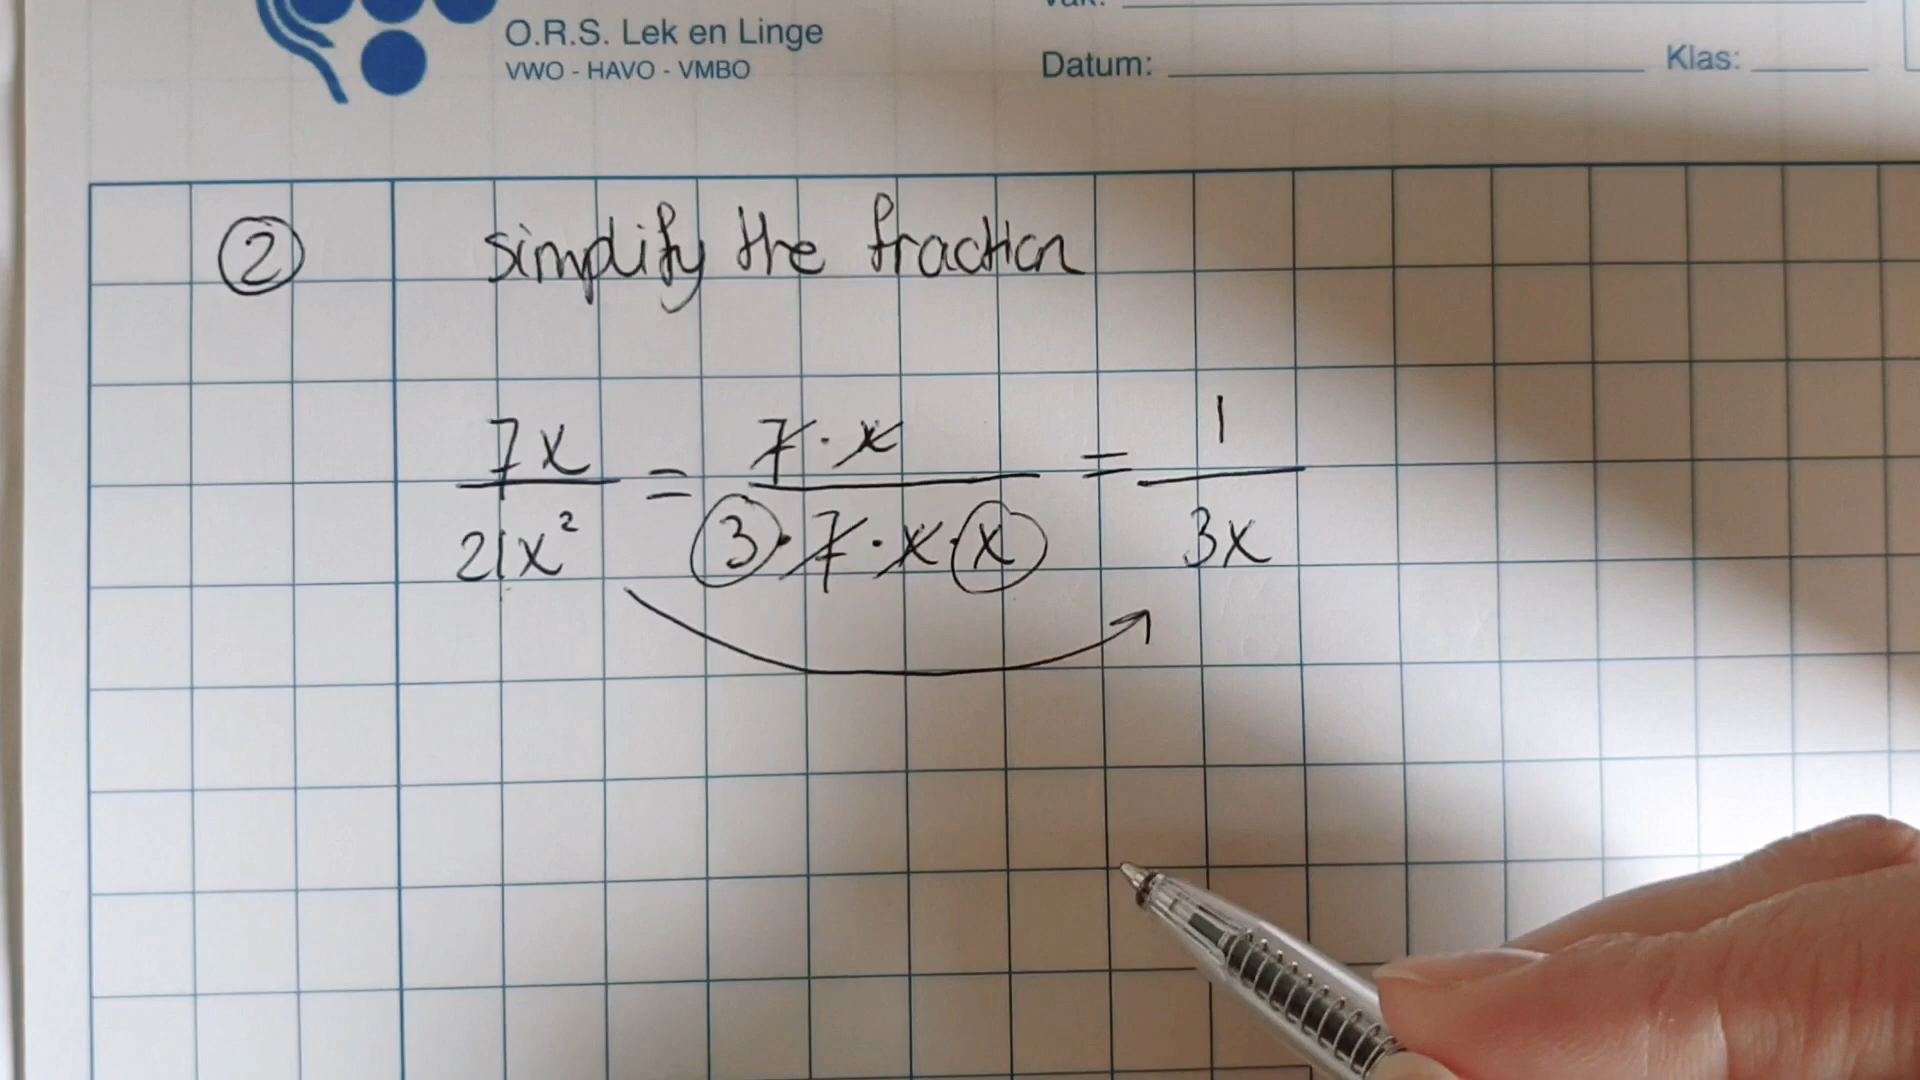 O.R.S. Lek en Linge
VWO - HAVO - VMBO
Vak:
Datum: Klas:
② simplify the fraction
7x / 21x² = 7·x / 3·7·x·x = 1 / 3x